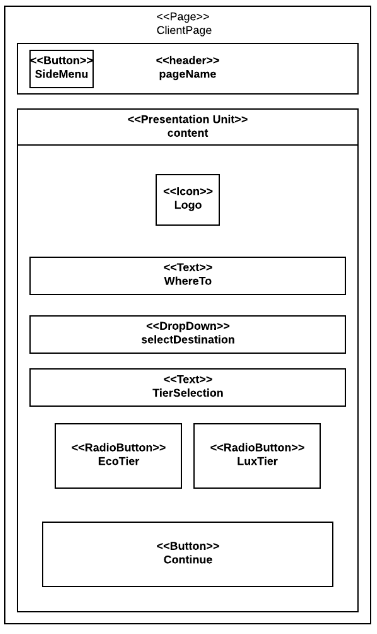 <<Page>>
ClientPage
<<Button>>
SideMenu
<<header>>
pageName
<<Presentation Unit>>
content
<<Icon>>
Logo
<<Text>>
WhereTo
<<DropDown>>
selectDestination
<<Text>>
TierSelection
<<RadioButton>>
EcoTier
<<RadioButton>>
LuxTier
<<Button>>
Continue